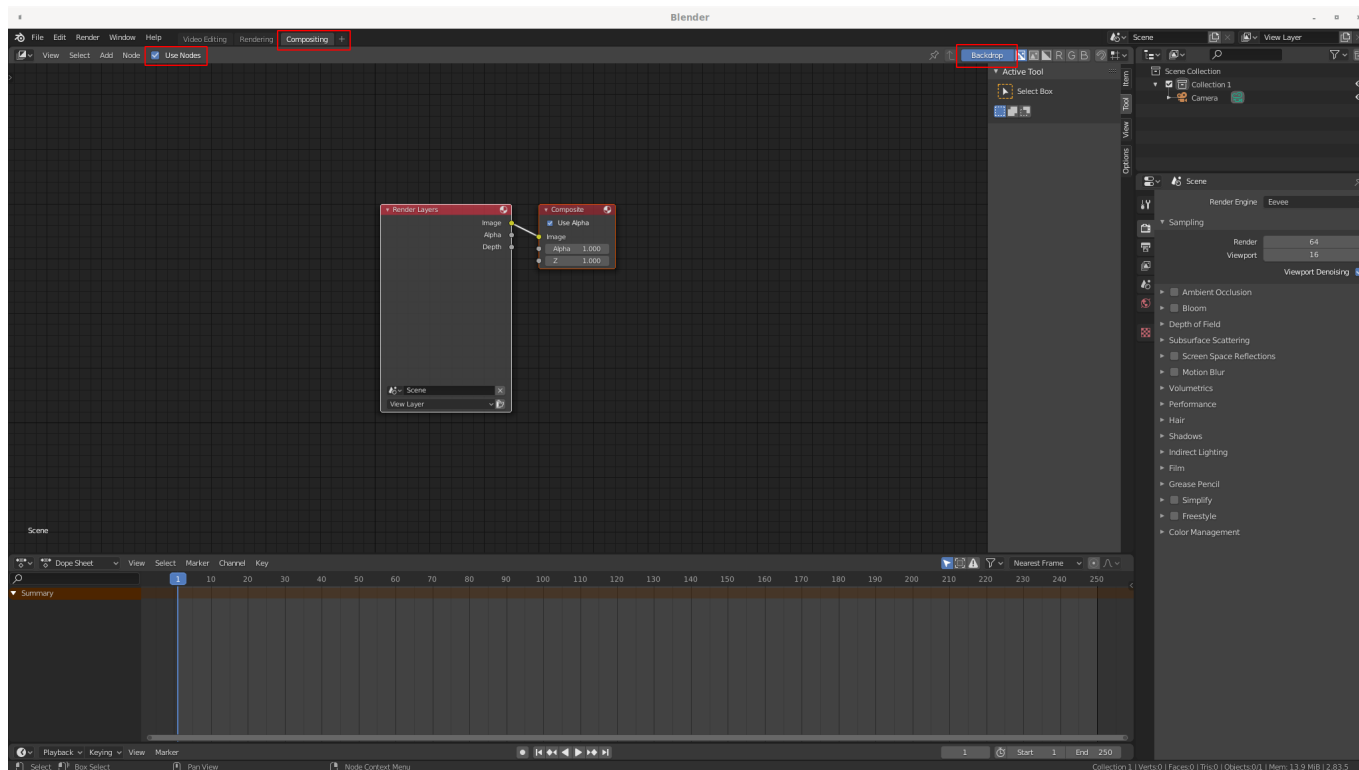 Blender
File Edit Render Window Help Video Editing Rendering Compositing + Scene View Layer
View Select Add Node Use Nodes Backdrop R G B
Active Tool
Select Box
Item
Tool
View
Options
Scene Collection
Collection 1
Camera
Scene
Render Engine Eevee
Sampling
Render 64
Viewport 16
Viewport Denoising
Ambient Occlusion
Bloom
Depth of Field
Subsurface Scattering
Screen Space Reflections
Motion Blur
Volumetrics
Performance
Hair
Shadows
Indirect Lighting
Film
Grease Pencil
Simplify
Freestyle
Color Management
Render Layers
Image
Alpha
Depth
Scene
View Layer
Composite
Use Alpha
Image
Alpha 1.000
Z 1.000
Scene
Dope Sheet View Select Marker Channel Key Nearest Frame
1 10 20 30 40 50 60 70 80 90 100 110 120 130 140 150 160 170 180 190 200 210 220 230 240 250
Summary
Playback Keying View Marker 1 Start 1 End 250
Select Box Select Pan View Node Context Menu Collection 1 | Verts:0 | Faces:0 | Tris:0 | Objects:0/1 | Mem: 13.9 MiB | 2.83.5